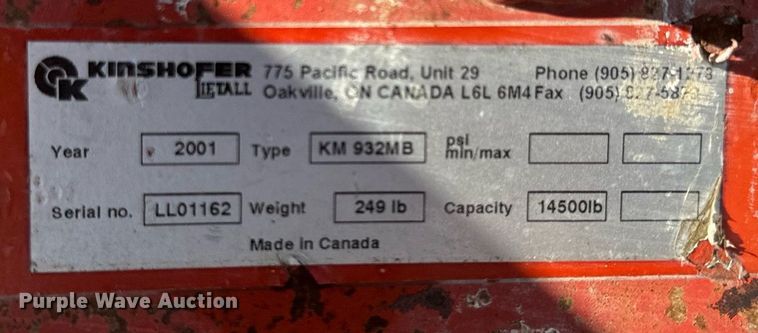 KINSHOFER 775 Pacific Road, Unit 29 Phone (905)
LIFTALL Oakville, ON CANADA L6L 6M4 Fax (905)
Year 2001 Type KM 932MB psi min/max
Serial no. LL01162 Weight 249 lb Capacity 14500lb
Made in Canada
Purple Wave Auction